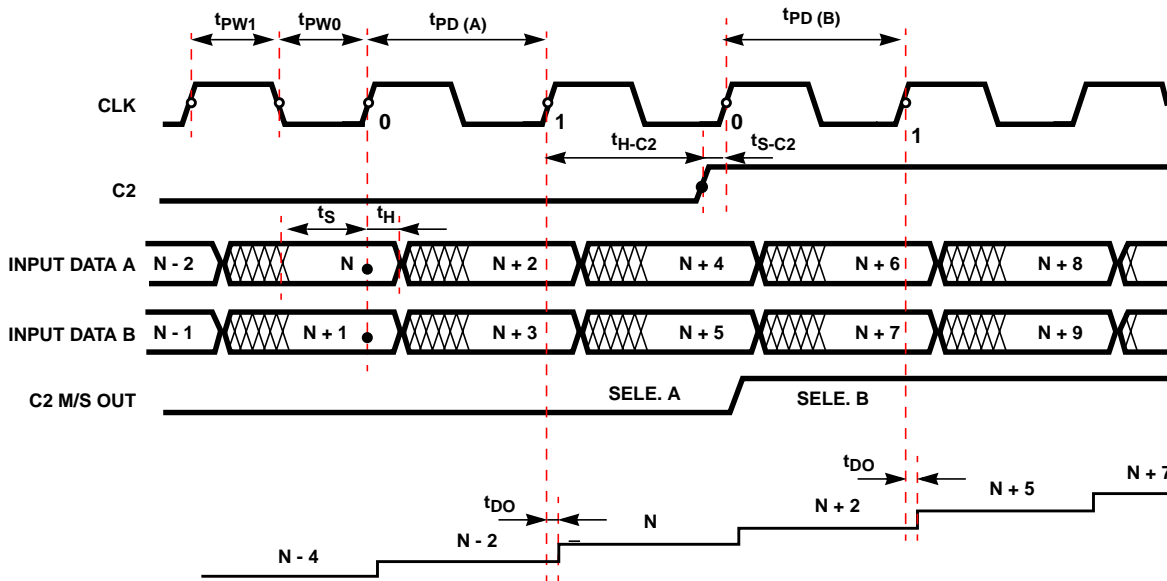 tPW1 tPW0 tPD (A) tPD (B)
CLK
0 1 0 1
tH-C2 tS-C2
C2
tS tH
INPUT DATA A N - 2 N N + 2 N + 4 N + 6 N + 8
INPUT DATA B N - 1 N + 1 N + 3 N + 5 N + 7 N + 9
C2 M/S OUT SELE. A SELE. B
tDO N + 7
tDO N N + 2 N + 5
N - 4 N - 2